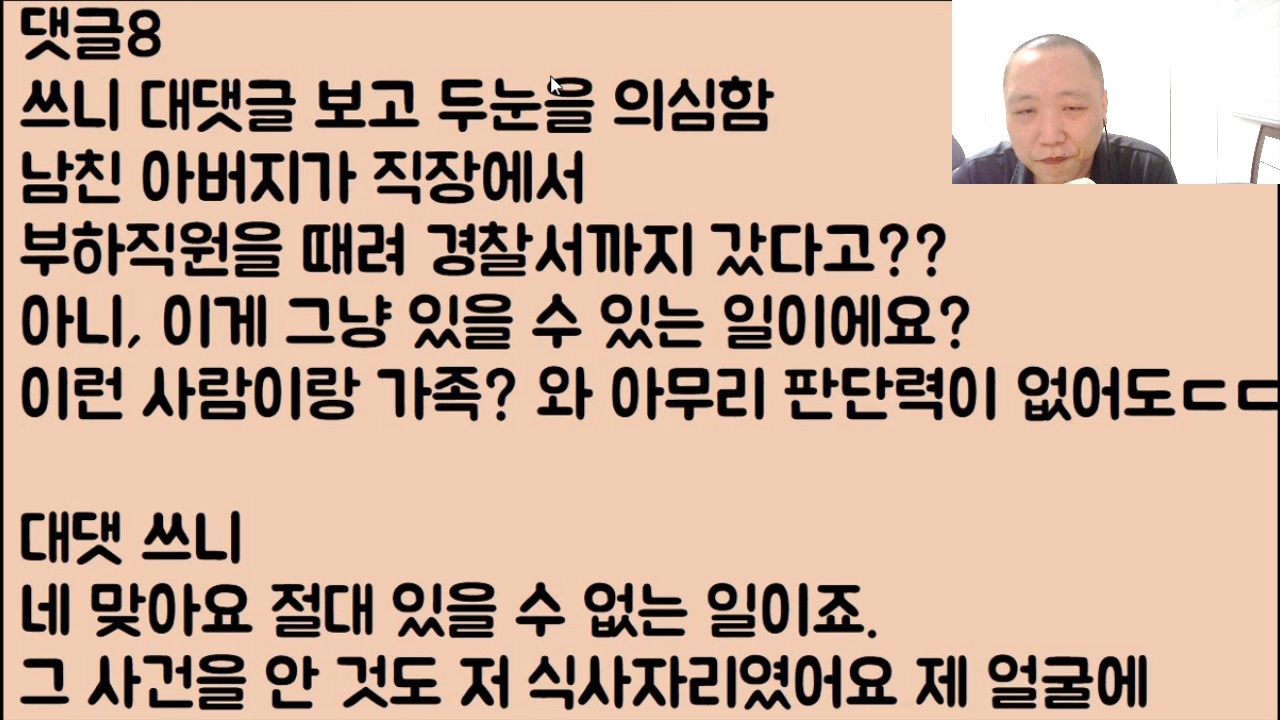 댓글8
쓰니 대댓글 보고 두눈을 의심함
남친 아버지가 직장에서
부하직원을 때려 경찰서까지 갔다고??
아니, 이게 그냥 있을 수 있는 일이에요?
이런 사람이랑 가족? 와 아무리 판단력이 없어도ㄷㄷ
대댓 쓰니
네 맞아요 절대 있을 수 없는 일이죠.
그 사건을 안 것도 저 식사자리였어요 제 얼굴에